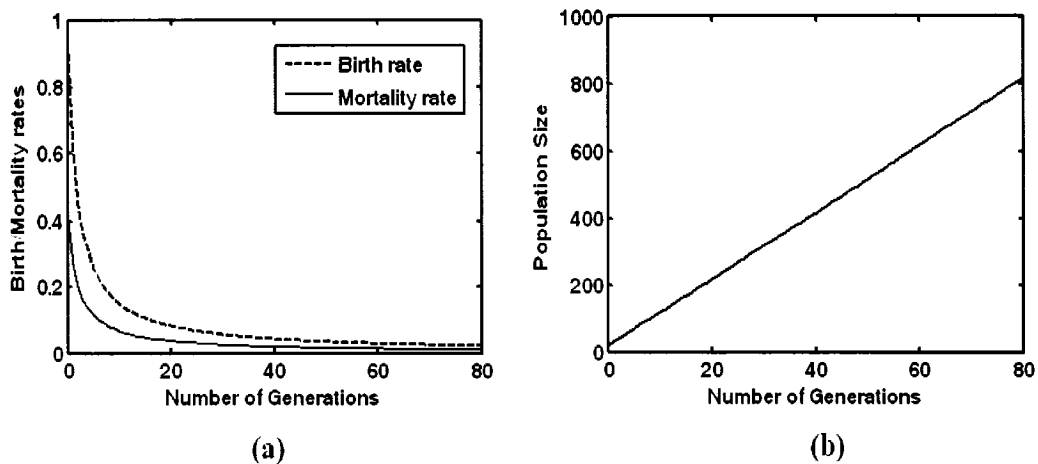 1
0.8
0.6
0.4
0.2
0
Birth/Mortality rates
Birth rate
Mortality rate
0 20 40 60 80
Number of Generations
(a)
1000
800
600
400
200
0
Population Size
0 20 40 60 80
Number of Generations
(b)